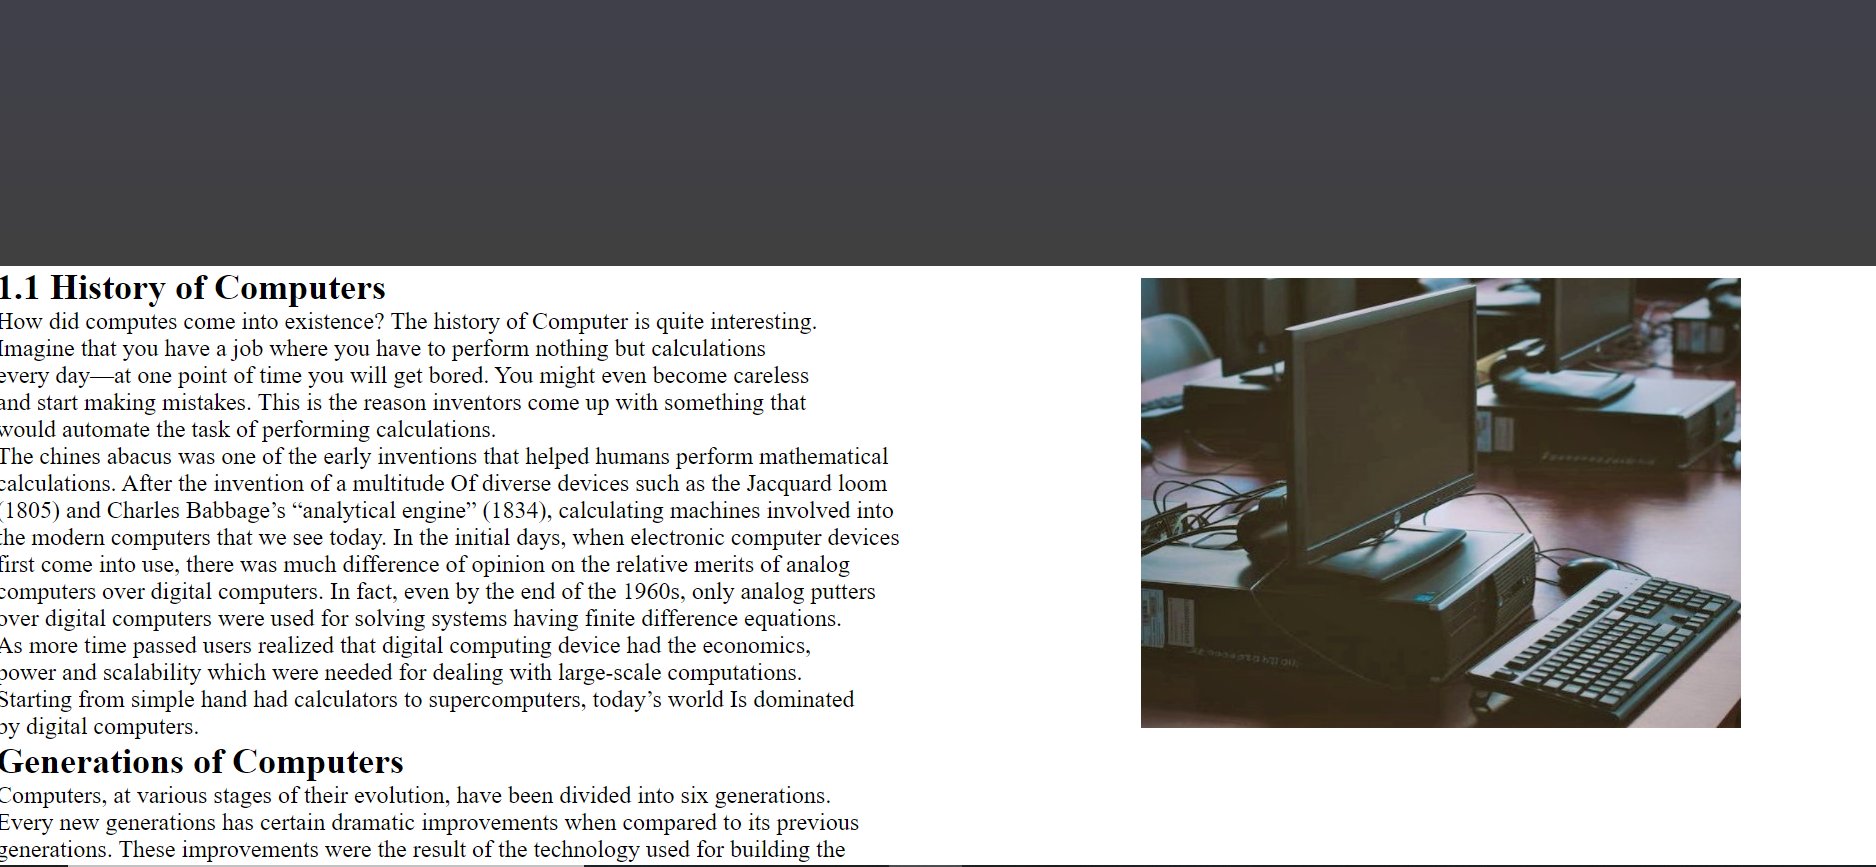 1.1 History of Computers
How did computes come into existence? The history of Computer is quite interesting.
Imagine that you have a job where you have to perform nothing but calculations
every day—at one point of time you will get bored. You might even become careless
and start making mistakes. This is the reason inventors come up with something that
would automate the task of performing calculations.
The chines abacus was one of the early inventions that helped humans perform mathematical
calculations. After the invention of a multitude Of diverse devices such as the Jacquard loom
(1805) and Charles Babbage’s “analytical engine” (1834), calculating machines involved into
the modern computers that we see today. In the initial days, when electronic computer devices
first come into use, there was much difference of opinion on the relative merits of analog
computers over digital computers. In fact, even by the end of the 1960s, only analog putters
over digital computers were used for solving systems having finite difference equations.
As more time passed users realized that digital computing device had the economics,
power and scalability which were needed for dealing with large-scale computations.
Starting from simple hand had calculators to supercomputers, today’s world Is dominated
by digital computers.
Generations of Computers
Computers, at various stages of their evolution, have been divided into six generations.
Every new generations has certain dramatic improvements when compared to its previous
generations. These improvements were the result of the technology used for building the